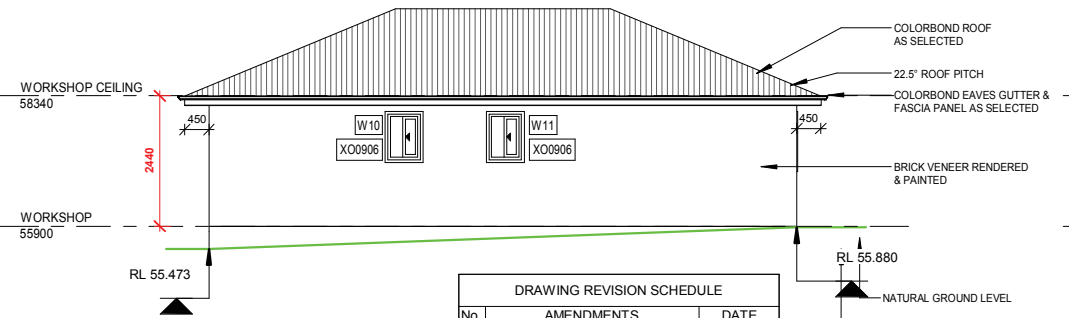 COLORBOND ROOF
AS SELECTED
22.5° ROOF PITCH
WORKSHOP CEILING
58340
COLORBOND EAVES GUTTER &
FASCIA PANEL AS SELECTED
450
450
W10
W11
XO0906
XO0906
2440
BRICK VENEER RENDERED
& PAINTED
WORKSHOP
55900
RL 55.473
RL 55.880
DRAWING REVISION SCHEDULE
NATURAL GROUND LEVEL
No. AMENDMENTS DATE